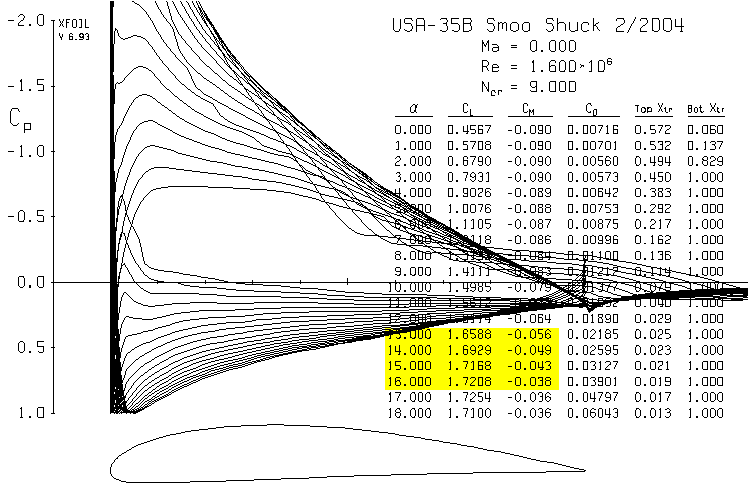 -2.0
XFOIL
V 6.93
USA-35B Smoo Shuck 2/2004
Ma = 0.000
Re = 1.600*10⁶
Ncr = 9.000
-1.5
Cp
α CL CM CD Top Xtr Bot Xtr
0.000 0.4567 -0.090 0.00716 0.572 0.060
1.000 0.5708 -0.090 0.00701 0.532 0.137
-1.0
2.000 0.6790 -0.090 0.00560 0.494 0.829
3.000 0.7931 -0.090 0.00573 0.450 1.000
4.000 0.9026 -0.089 0.00642 0.383 1.000
-0.5
1.0076 -0.088 0.00753 0.292 1.000
1.1105 -0.087 0.00875 0.217 1.000
-0.086 0.00996 0.162 1.000
8.000 0.136 1.000
9.000 1.4111 0.114 1.000
0.0
10.000 1.4985
0.029 1.000
13.000 1.6588 -0.056 0.02185 0.025 1.000
0.5
14.000 1.6929 -0.049 0.02595 0.023 1.000
15.000 1.7168 -0.043 0.03127 0.021 1.000
16.000 1.7208 -0.038 0.03901 0.019 1.000
17.000 1.7254 -0.036 0.04797 0.017 1.000
1.0
18.000 1.7100 -0.036 0.06043 0.013 1.000